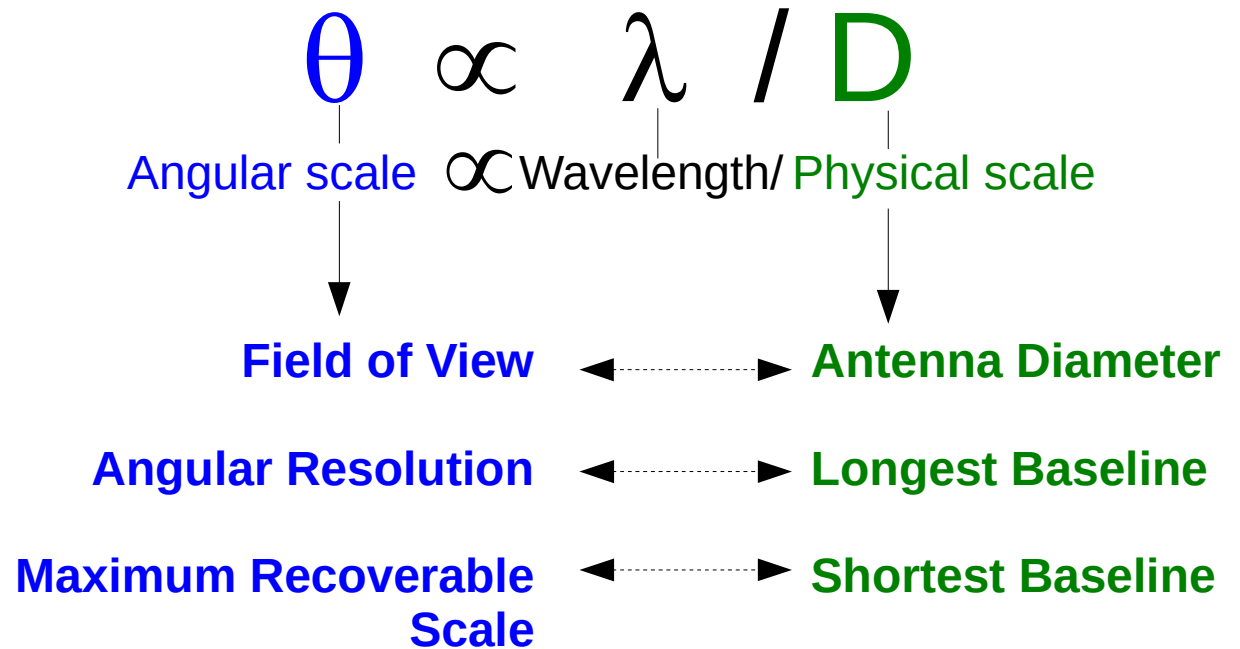 θ ∝ λ / D
Angular scale ∝ Wavelength/ Physical scale
Field of View Antenna Diameter
Angular Resolution Longest Baseline
Maximum Recoverable Shortest Baseline
Scale